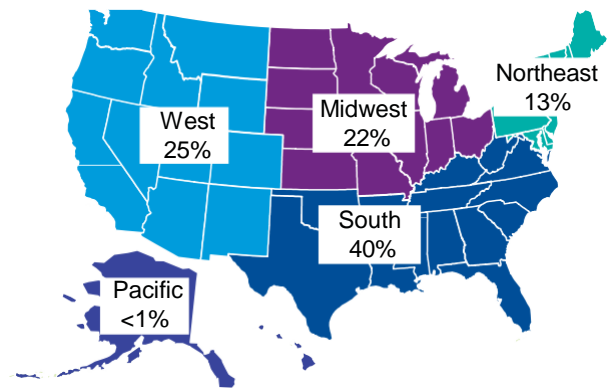 Northeast
13%
West
25%
Midwest
22%
South
40%
Pacific
<1%